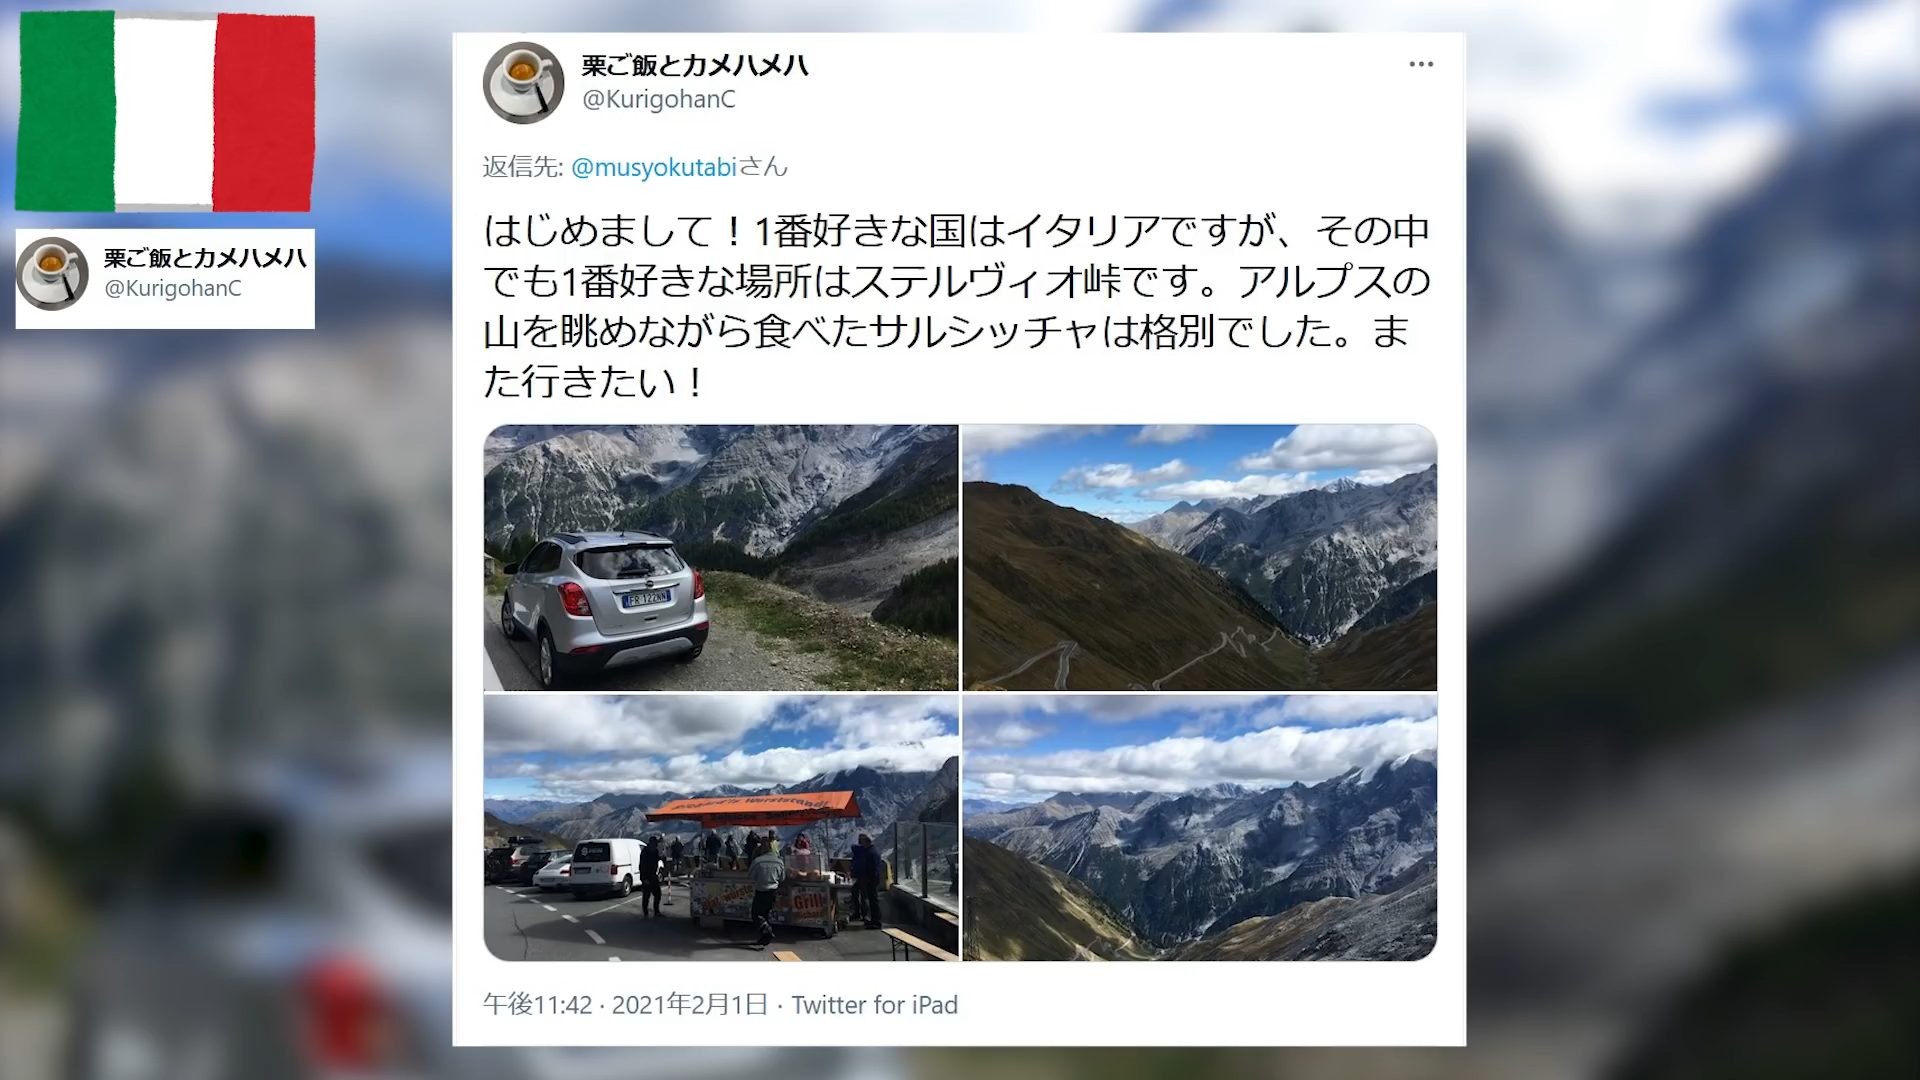 栗ご飯とカメハメハ
@KurigohanC
栗ご飯とカメハメハ
@KurigohanC
返信先: @musyokutabiさん
はじめまして！1番好きな国はイタリアですが、その中
でも1番好きな場所はステルヴィオ峠です。アルプスの
山を眺めながら食べたサルシッチャは格別でした。ま
た行きたい！
FR 122NN
Grill
午後11:42 · 2021年2月1日 · Twitter for iPad